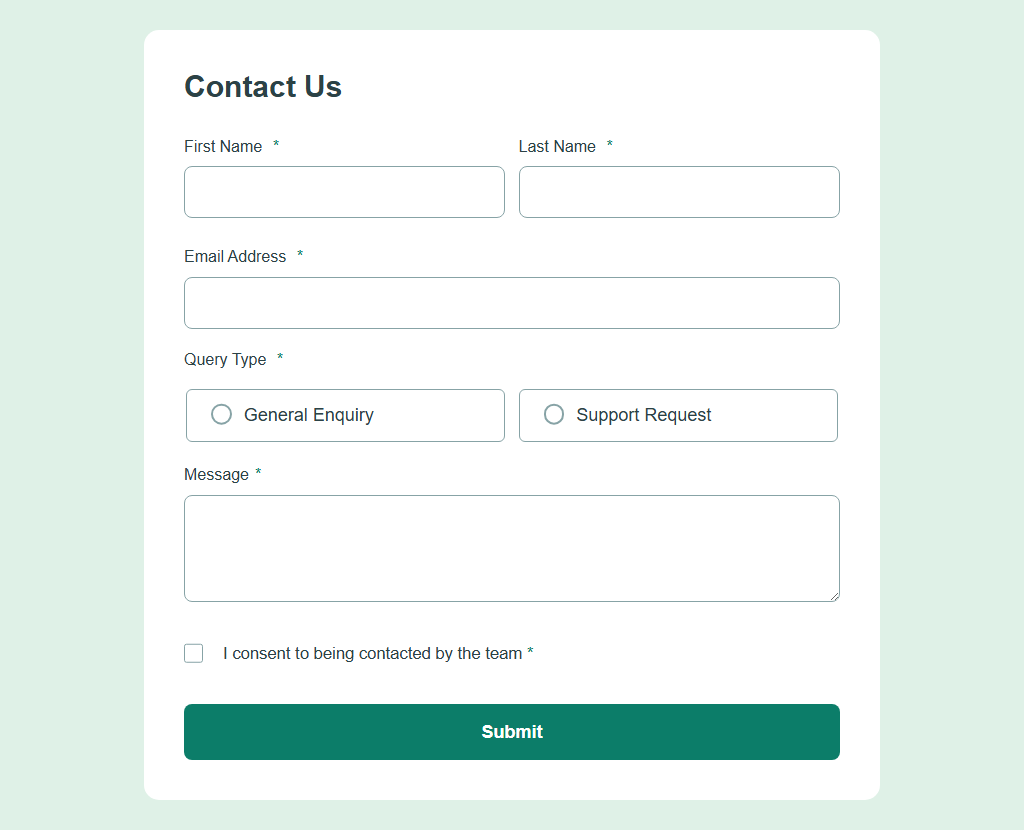 Contact Us
First Name *
Last Name *
Email Address *
Query Type *
General Enquiry
Support Request
Message *
I consent to being contacted by the team *
Submit